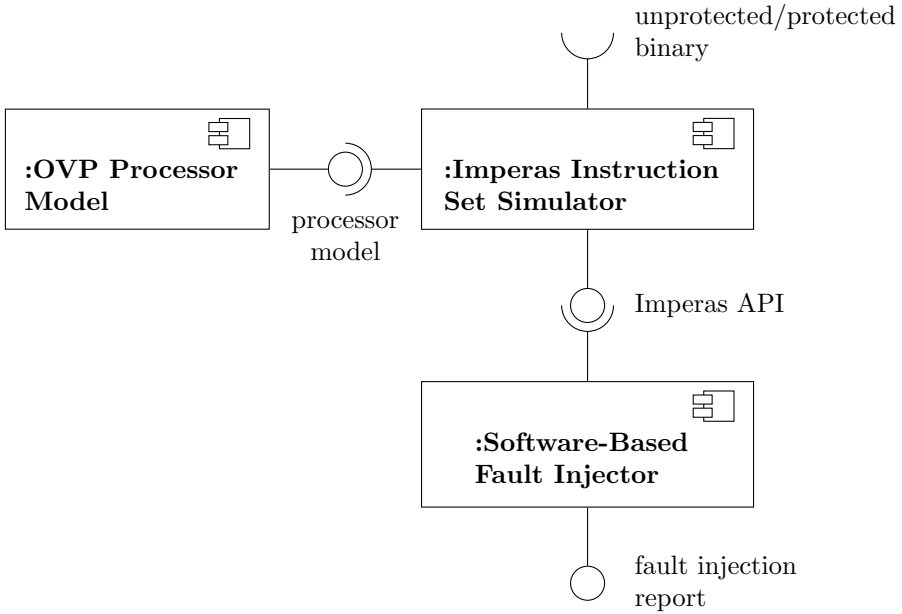 unprotected/protected
binary
:OVP Processor
Model
:Imperas Instruction
Set Simulator
processor
model
Imperas API
:Software-Based
Fault Injector
fault injection
report